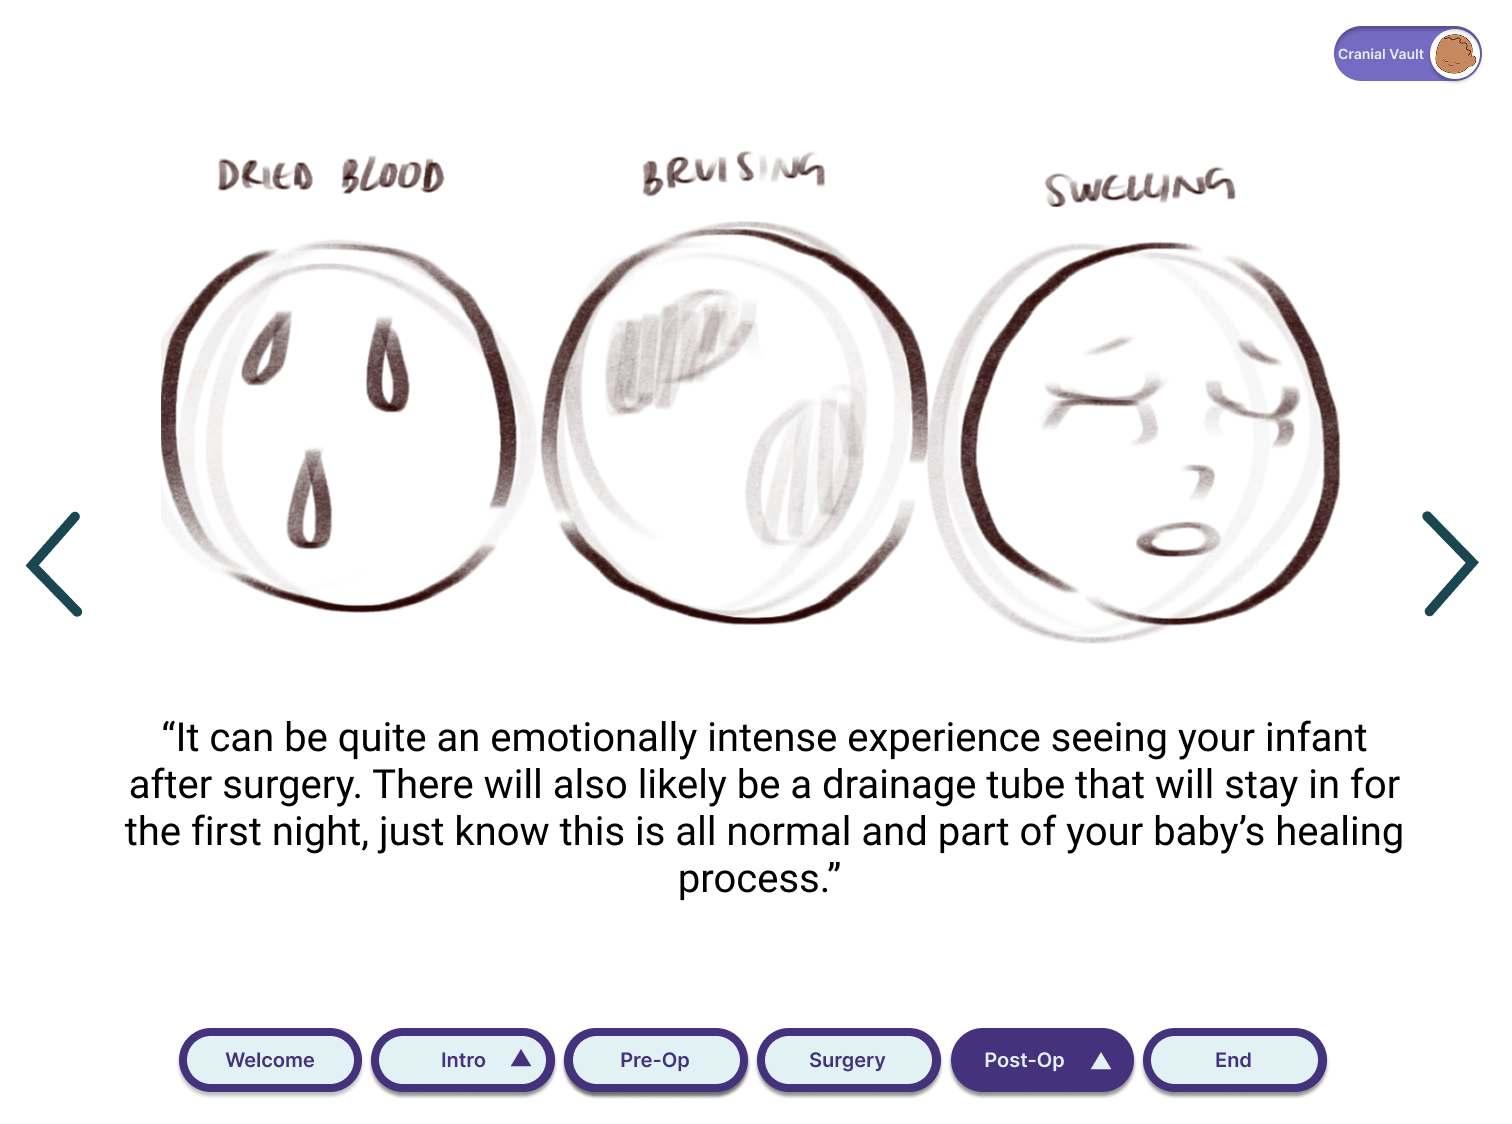 Cranial Vault
DRIED BLOOD
BRUISING
SWELLING
“It can be quite an emotionally intense experience seeing your infant
after surgery. There will also likely be a drainage tube that will stay in for
the first night, just know this is all normal and part of your baby’s healing
process.”
Welcome
Intro
Pre-Op
Surgery
Post-Op
End